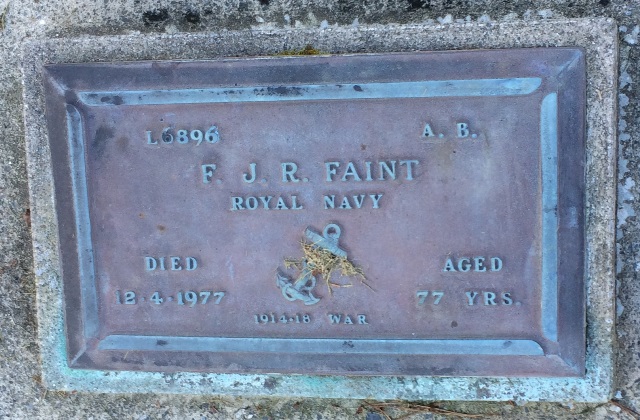 L6896 A. B.
F. J. R. FAINT
ROYAL NAVY
DIED AGED
12-4-1977 77 YRS.
1914-18 WAR